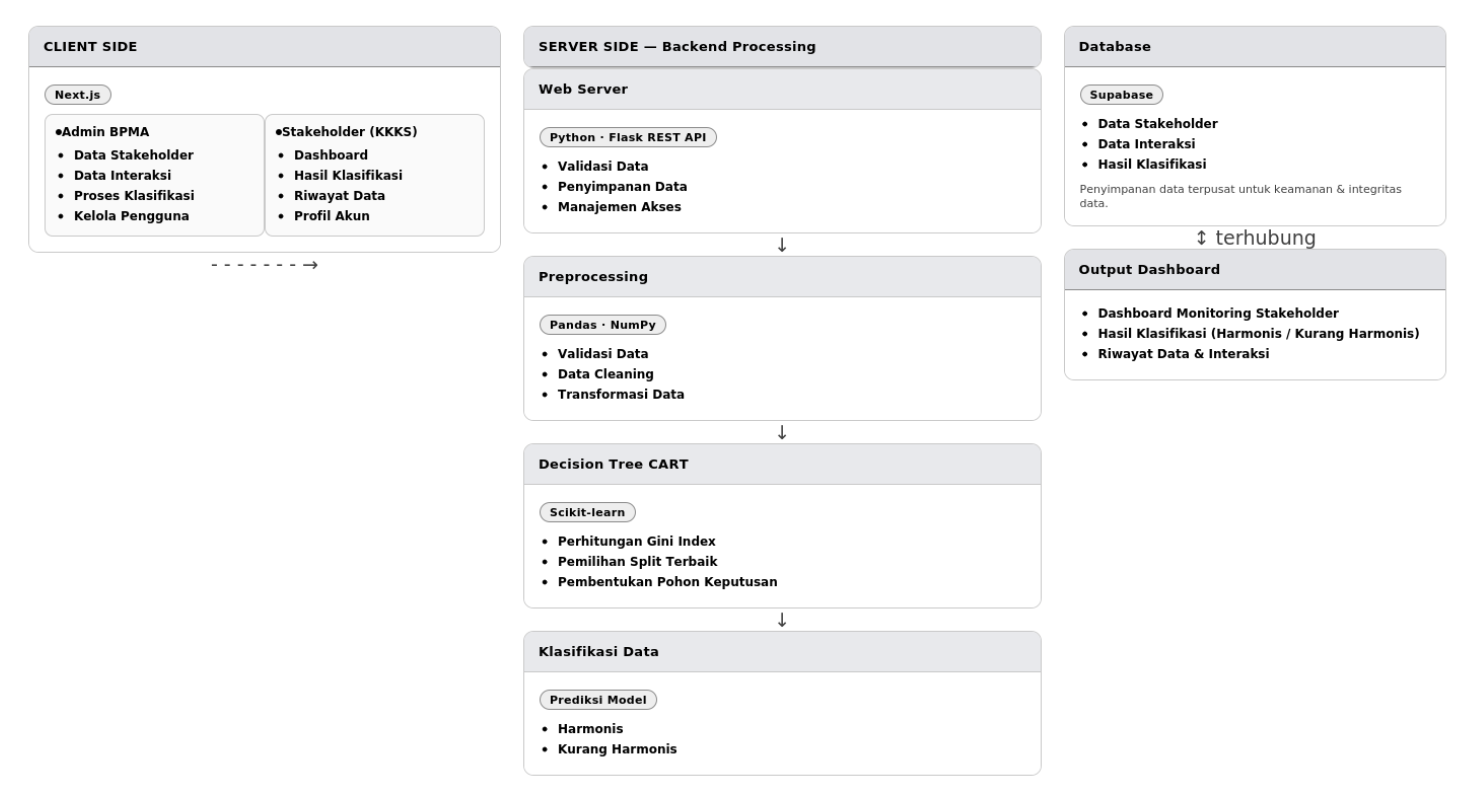 CLIENT SIDE
Next.js
•Admin BPMA
• Data Stakeholder
• Data Interaksi
• Proses Klasifikasi
• Kelola Pengguna
•Stakeholder (KKKS)
• Dashboard
• Hasil Klasifikasi
• Riwayat Data
• Profil Akun
- - - - - - - →
SERVER SIDE — Backend Processing
Web Server
Python · Flask REST API
• Validasi Data
• Penyimpanan Data
• Manajemen Akses
↓
Preprocessing
Pandas · NumPy
• Validasi Data
• Data Cleaning
• Transformasi Data
↓
Decision Tree CART
Scikit-learn
• Perhitungan Gini Index
• Pemilihan Split Terbaik
• Pembentukan Pohon Keputusan
↓
Klasifikasi Data
Prediksi Model
• Harmonis
• Kurang Harmonis
Database
Supabase
• Data Stakeholder
• Data Interaksi
• Hasil Klasifikasi
Penyimpanan data terpusat untuk keamanan & integritas
data.
↕ terhubung
Output Dashboard
• Dashboard Monitoring Stakeholder
• Hasil Klasifikasi (Harmonis / Kurang Harmonis)
• Riwayat Data & Interaksi